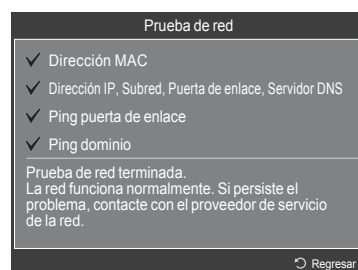 Prueba de red
Dirección MAC
Dirección IP, Subred, Puerta de enlace, Servidor DNS
Ping puerta de enlace
Ping dominio
Prueba de red terminada.
La red funciona normalmente. Si persiste el
problema, contacte con el proveedor de servicio
de la red.
Regresar